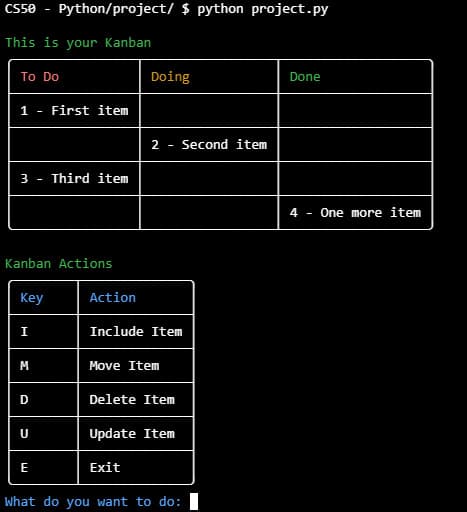 CS50 - Python/project/ $ python project.py
This is your Kanban
To Do Doing Done
1 - First item
2 - Second item
3 - Third item
4 - One more item
Kanban Actions
Key Action
I Include Item
M Move Item
D Delete Item
U Update Item
E Exit
What do you want to do: